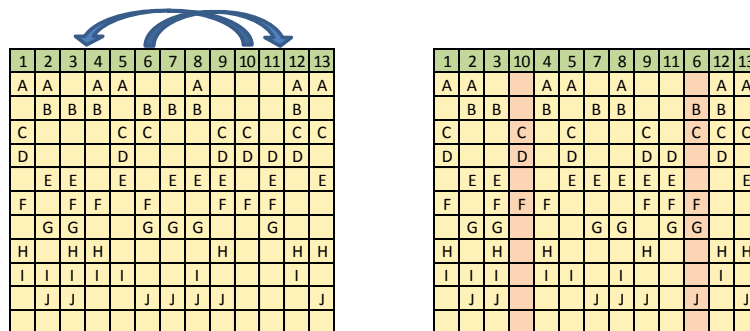 1 2 3 4 5 6 7 8 9 10 11 12 13
A A A A A A A
B B B B B B B
C C C C C C C
D D D D D D
E E E E E E E E
F F F F F F F
G G G G G G
H H H H H H
I I I I I I I
J J J J J J J
1 2 3 10 4 5 7 8 9 11 6 12 13
A A A A A A A
B B B B B B B
C C C C C C C
D D D D D D
E E E E E E E E
F F F F F F F
G G G G G G
H H H H H H
I I I I I I I
J J J J J J J